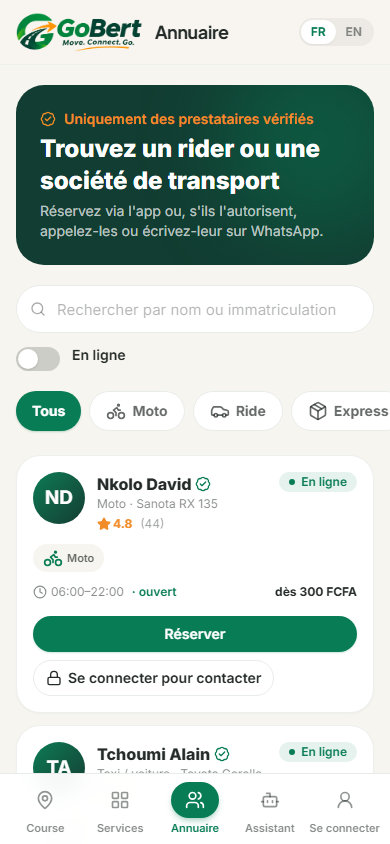 GoBert
Move. Connect. Go.
Annuaire
FR
EN
Uniquement des prestataires vérifiés
Trouvez un rider ou une
société de transport
Réservez via l'app ou, s'ils l'autorisent,
appelez-les ou écrivez-leur sur WhatsApp.
Rechercher par nom ou immatriculation
En ligne
Tous
Moto
Ride
Express
ND
Nkolo David
En ligne
Moto · Sanota RX 135
4.8 (44)
Moto
06:00–22:00 · ouvert
dès 300 FCFA
Réserver
Se connecter pour contacter
TA
Tchoumi Alain
En ligne
Taxi / voiture · Toyota Corolla
Course
Services
Annuaire
Assistant
Se connecter